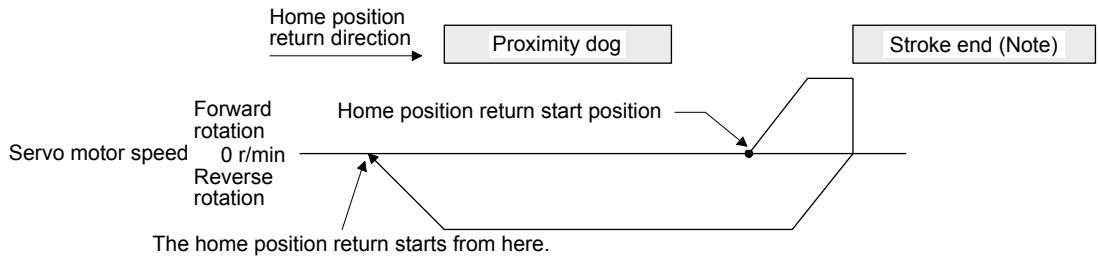 Home position
return direction
Proximity dog
Stroke end (Note)
Home position return start position
Forward
rotation
Servo motor speed 0 r/min
Reverse
rotation
The home position return starts from here.